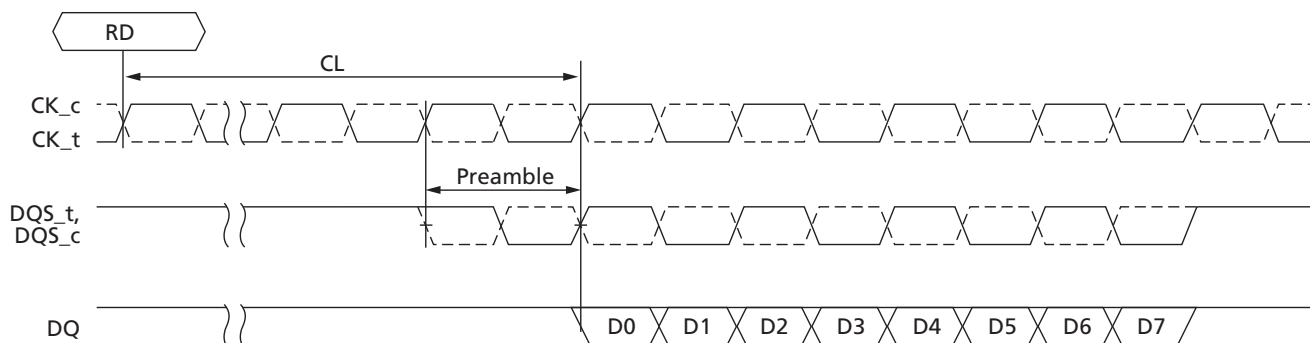 RD
CL
CK_c
CK_t
Preamble
DQS_t,
DQS_c
DQ
D0 D1 D2 D3 D4 D5 D6 D7